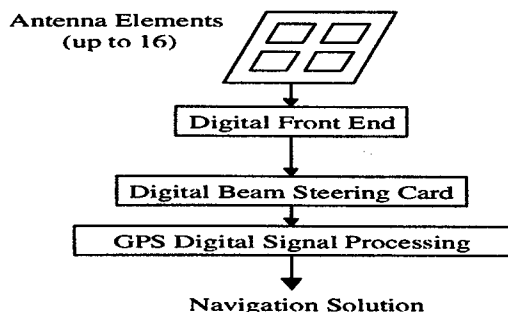 Antenna Elements
(up to 16)
Digital Front End
Digital Beam Steering Card
GPS Digital Signal Processing
Navigation Solution